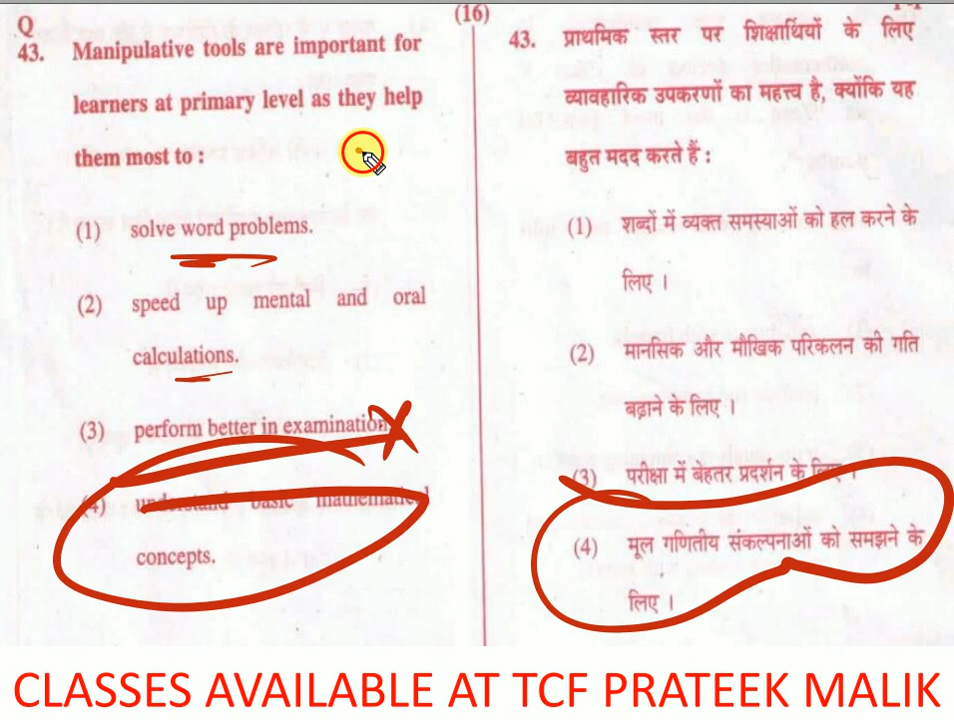 (16)
Q
43. Manipulative tools are important for
learners at primary level as they help
them most to :
(1) solve word problems.
(2) speed up mental and oral
calculations.
(3) perform better in examination.
(4) understand basic mathematical
concepts.
43. प्राथमिक स्तर पर शिक्षार्थियों के लिए
व्यावहारिक उपकरणों का महत्त्व है, क्योंकि यह
बहुत मदद करते हैं :
(1) शब्दों में व्यक्त समस्याओं को हल करने के
लिए ।
(2) मानसिक और मौखिक परिकलन की गति
बढ़ाने के लिए ।
(3) परीक्षा में बेहतर प्रदर्शन के लिए ।
(4) मूल गणितीय संकल्पनाओं को समझने के
लिए ।
CLASSES AVAILABLE AT TCF PRATEEK MALIK